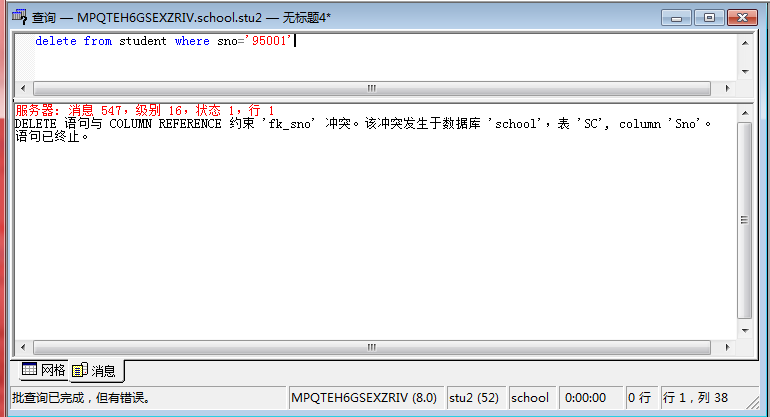 查询 — MPQTEH6GSEXZRIV.school.stu2 — 无标题4*
delete from student where sno='95001'
服务器: 消息 547，级别 16，状态 1，行 1
DELETE 语句与 COLUMN REFERENCE 约束 'fk_sno' 冲突。该冲突发生于数据库 'school'，表 'SC', column 'Sno'。
语句已终止。
网格 消息
批查询已完成，但有错误。 MPQTEH6GSEXZRIV (8.0) stu2 (52) school 0:00:00 0 行 行 1，列 38